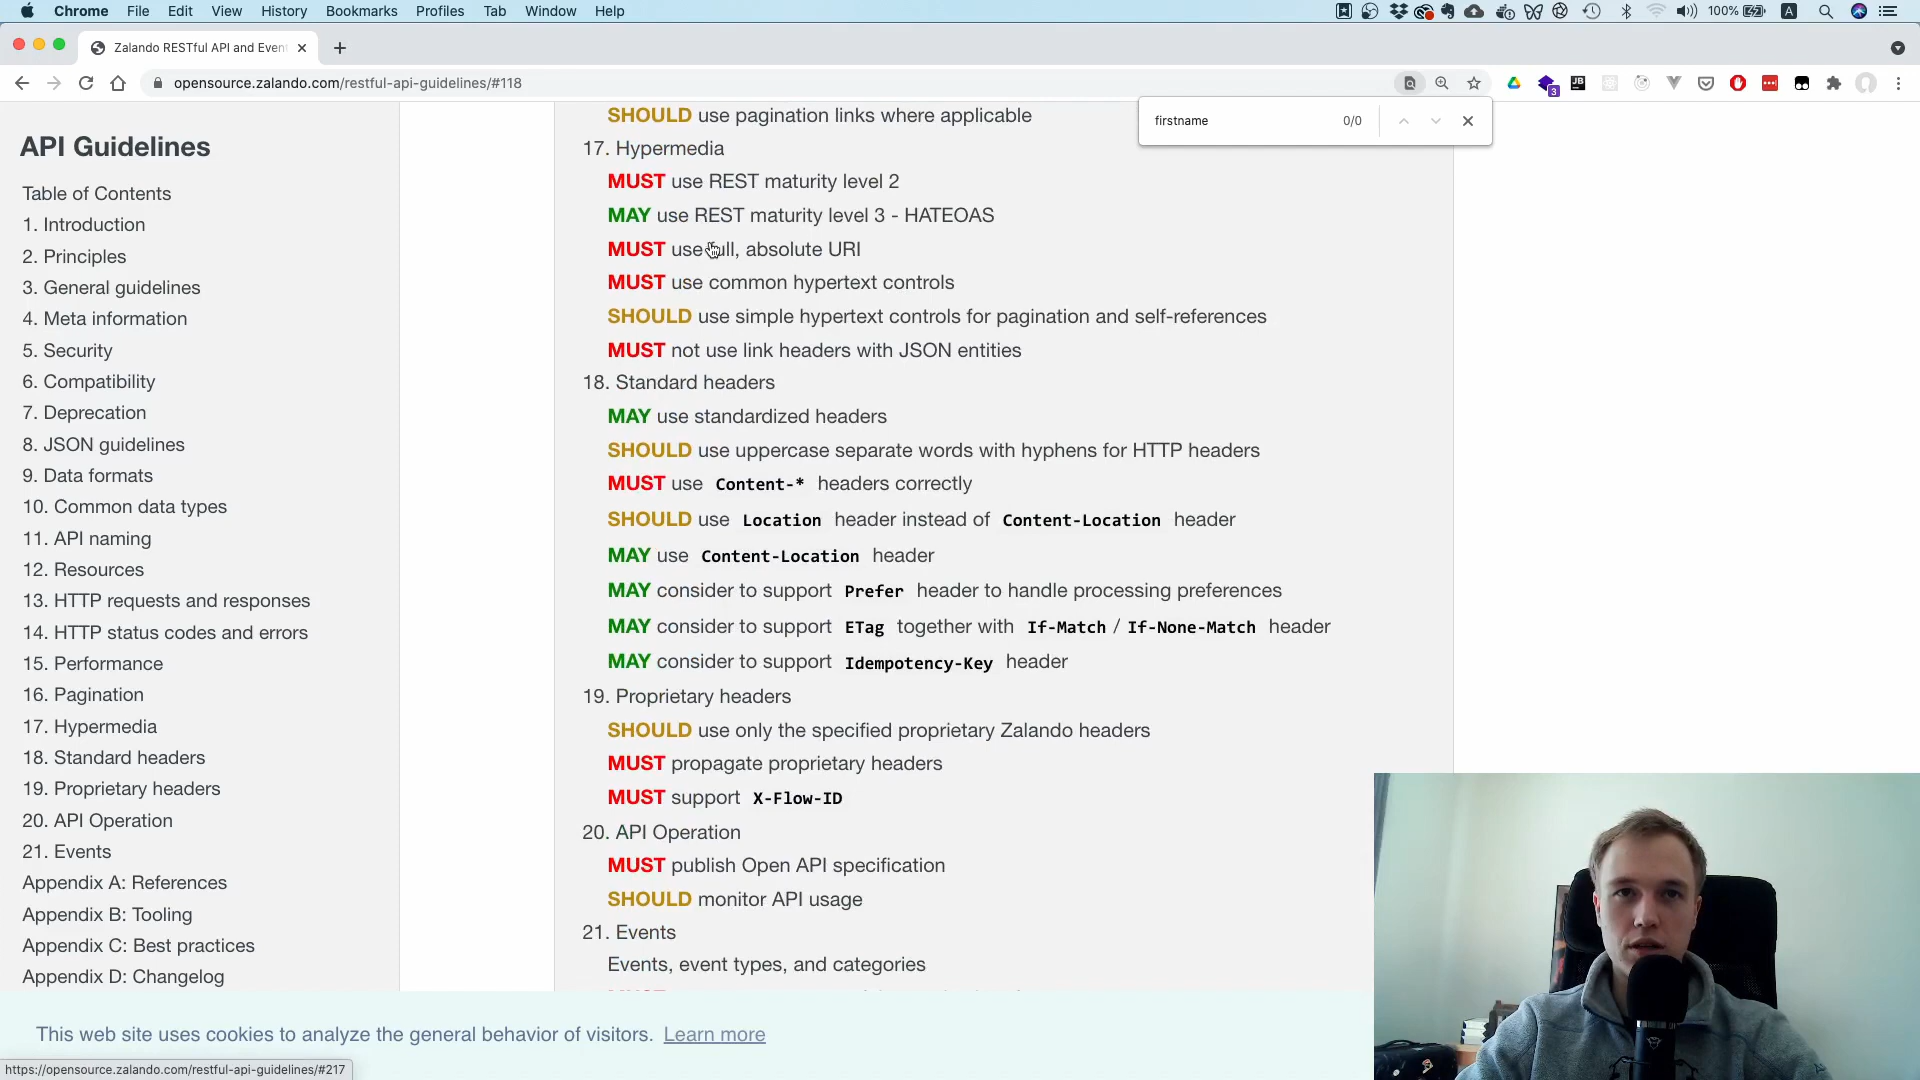 Chrome File Edit View History Bookmarks Profiles Tab Window Help
100%
A
Zalando RESTful API and Even
opensource.zalando.com/restful-api-guidelines/#118
3
firstname 0/0
API Guidelines
Table of Contents
1. Introduction
2. Principles
3. General guidelines
4. Meta information
5. Security
6. Compatibility
7. Deprecation
8. JSON guidelines
9. Data formats
10. Common data types
11. API naming
12. Resources
13. HTTP requests and responses
14. HTTP status codes and errors
15. Performance
16. Pagination
17. Hypermedia
18. Standard headers
19. Proprietary headers
20. API Operation
21. Events
Appendix A: References
Appendix B: Tooling
Appendix C: Best practices
Appendix D: Changelog
SHOULD use pagination links where applicable
17. Hypermedia
MUST use REST maturity level 2
MAY use REST maturity level 3 - HATEOAS
MUST use full, absolute URI
MUST use common hypertext controls
SHOULD use simple hypertext controls for pagination and self-references
MUST not use link headers with JSON entities
18. Standard headers
MAY use standardized headers
SHOULD use uppercase separate words with hyphens for HTTP headers
MUST use Content-* headers correctly
SHOULD use Location header instead of Content-Location header
MAY use Content-Location header
MAY consider to support Prefer header to handle processing preferences
MAY consider to support ETag together with If-Match / If-None-Match header
MAY consider to support Idempotency-Key header
19. Proprietary headers
SHOULD use only the specified proprietary Zalando headers
MUST propagate proprietary headers
MUST support X-Flow-ID
20. API Operation
MUST publish Open API specification
SHOULD monitor API usage
21. Events
Events, event types, and categories
This web site uses cookies to analyze the general behavior of visitors. Learn more
https://opensource.zalando.com/restful-api-guidelines/#217